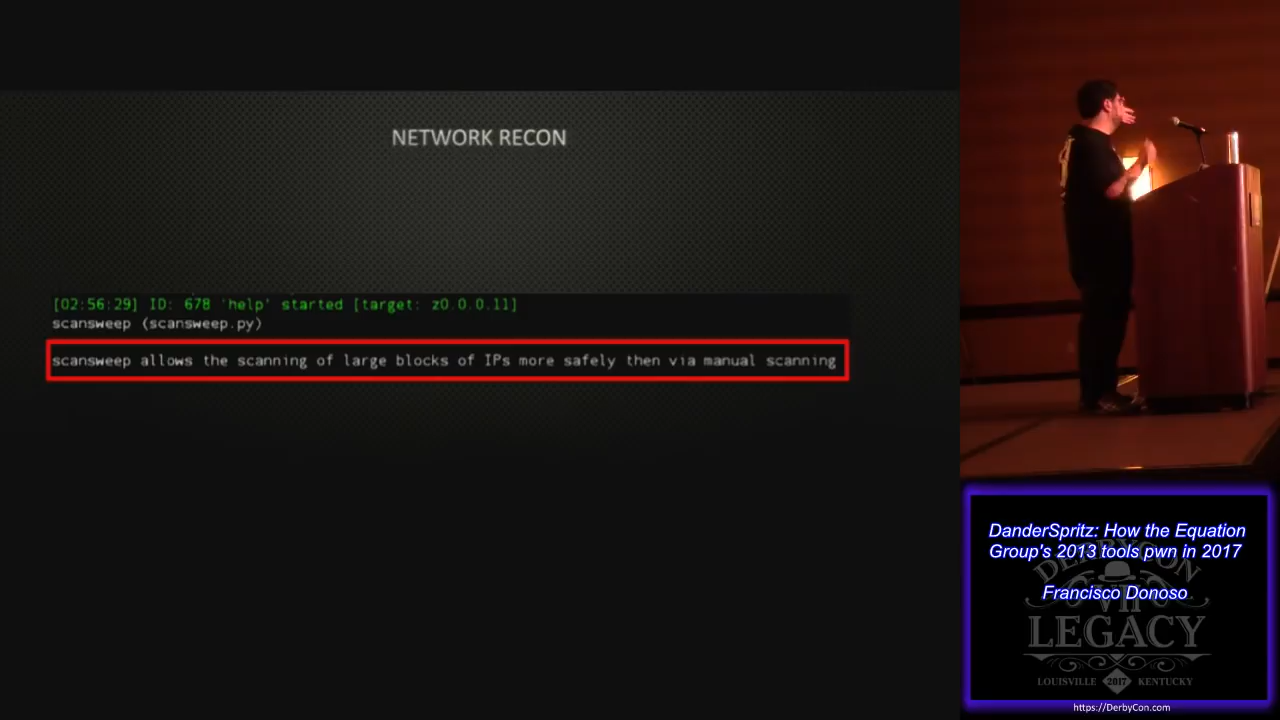 NETWORK RECON
[02:56:29] ID: 678 'help' started [target: z0.0.0.11]
scansweep (scansweep.py)
scansweep allows the scanning of large blocks of IPs more safely then via manual scanning
DanderSpritz: How the Equation
Group's 2013 tools pwn in 2017
Francisco Donoso
DERBYCON
VII
LEGACY
LOUISVILLE 2017 KENTUCKY
https://DerbyCon.com